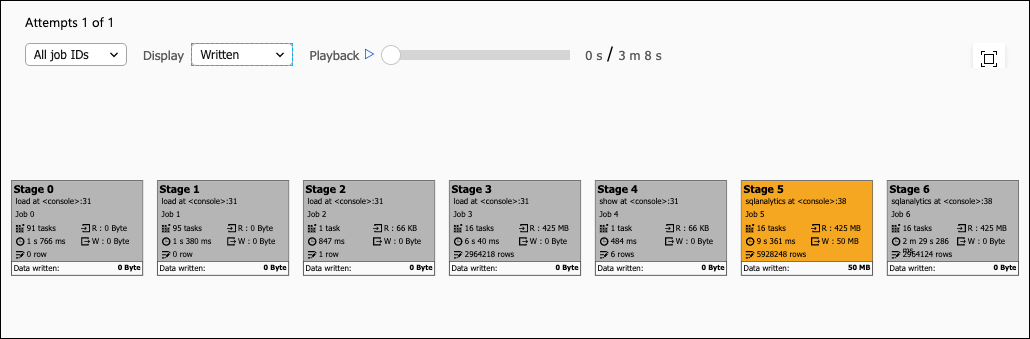 Attempts 1 of 1
All job IDs Display Written Playback 0 s / 3 m 8 s
Stage 0
load at <console>:31
Job 0
91 tasks R : 0 Byte
1 s 766 ms W : 0 Byte
0 row
Data written: 0 Byte
Stage 1
load at <console>:31
Job 1
95 tasks R : 0 Byte
1 s 380 ms W : 0 Byte
0 row
Data written: 0 Byte
Stage 2
load at <console>:31
Job 2
1 task R : 66 KB
847 ms W : 0 Byte
1 row
Data written: 0 Byte
Stage 3
load at <console>:31
Job 3
16 tasks R : 425 MB
6 s 40 ms W : 0 Byte
2964218 rows
Data written: 0 Byte
Stage 4
show at <console>:31
Job 4
1 task R : 66 KB
484 ms W : 0 Byte
6 rows
Data written: 0 Byte
Stage 5
sqlanalytics at <console>:38
Job 5
16 tasks R : 425 MB
9 s 361 ms W : 50 MB
5928248 rows
Data written: 50 MB
Stage 6
sqlanalytics at <console>:38
Job 6
16 tasks R : 425 MB
2 m 29 s 286 W : 0 Byte
ms
2964124 rows
Data written: 0 Byte